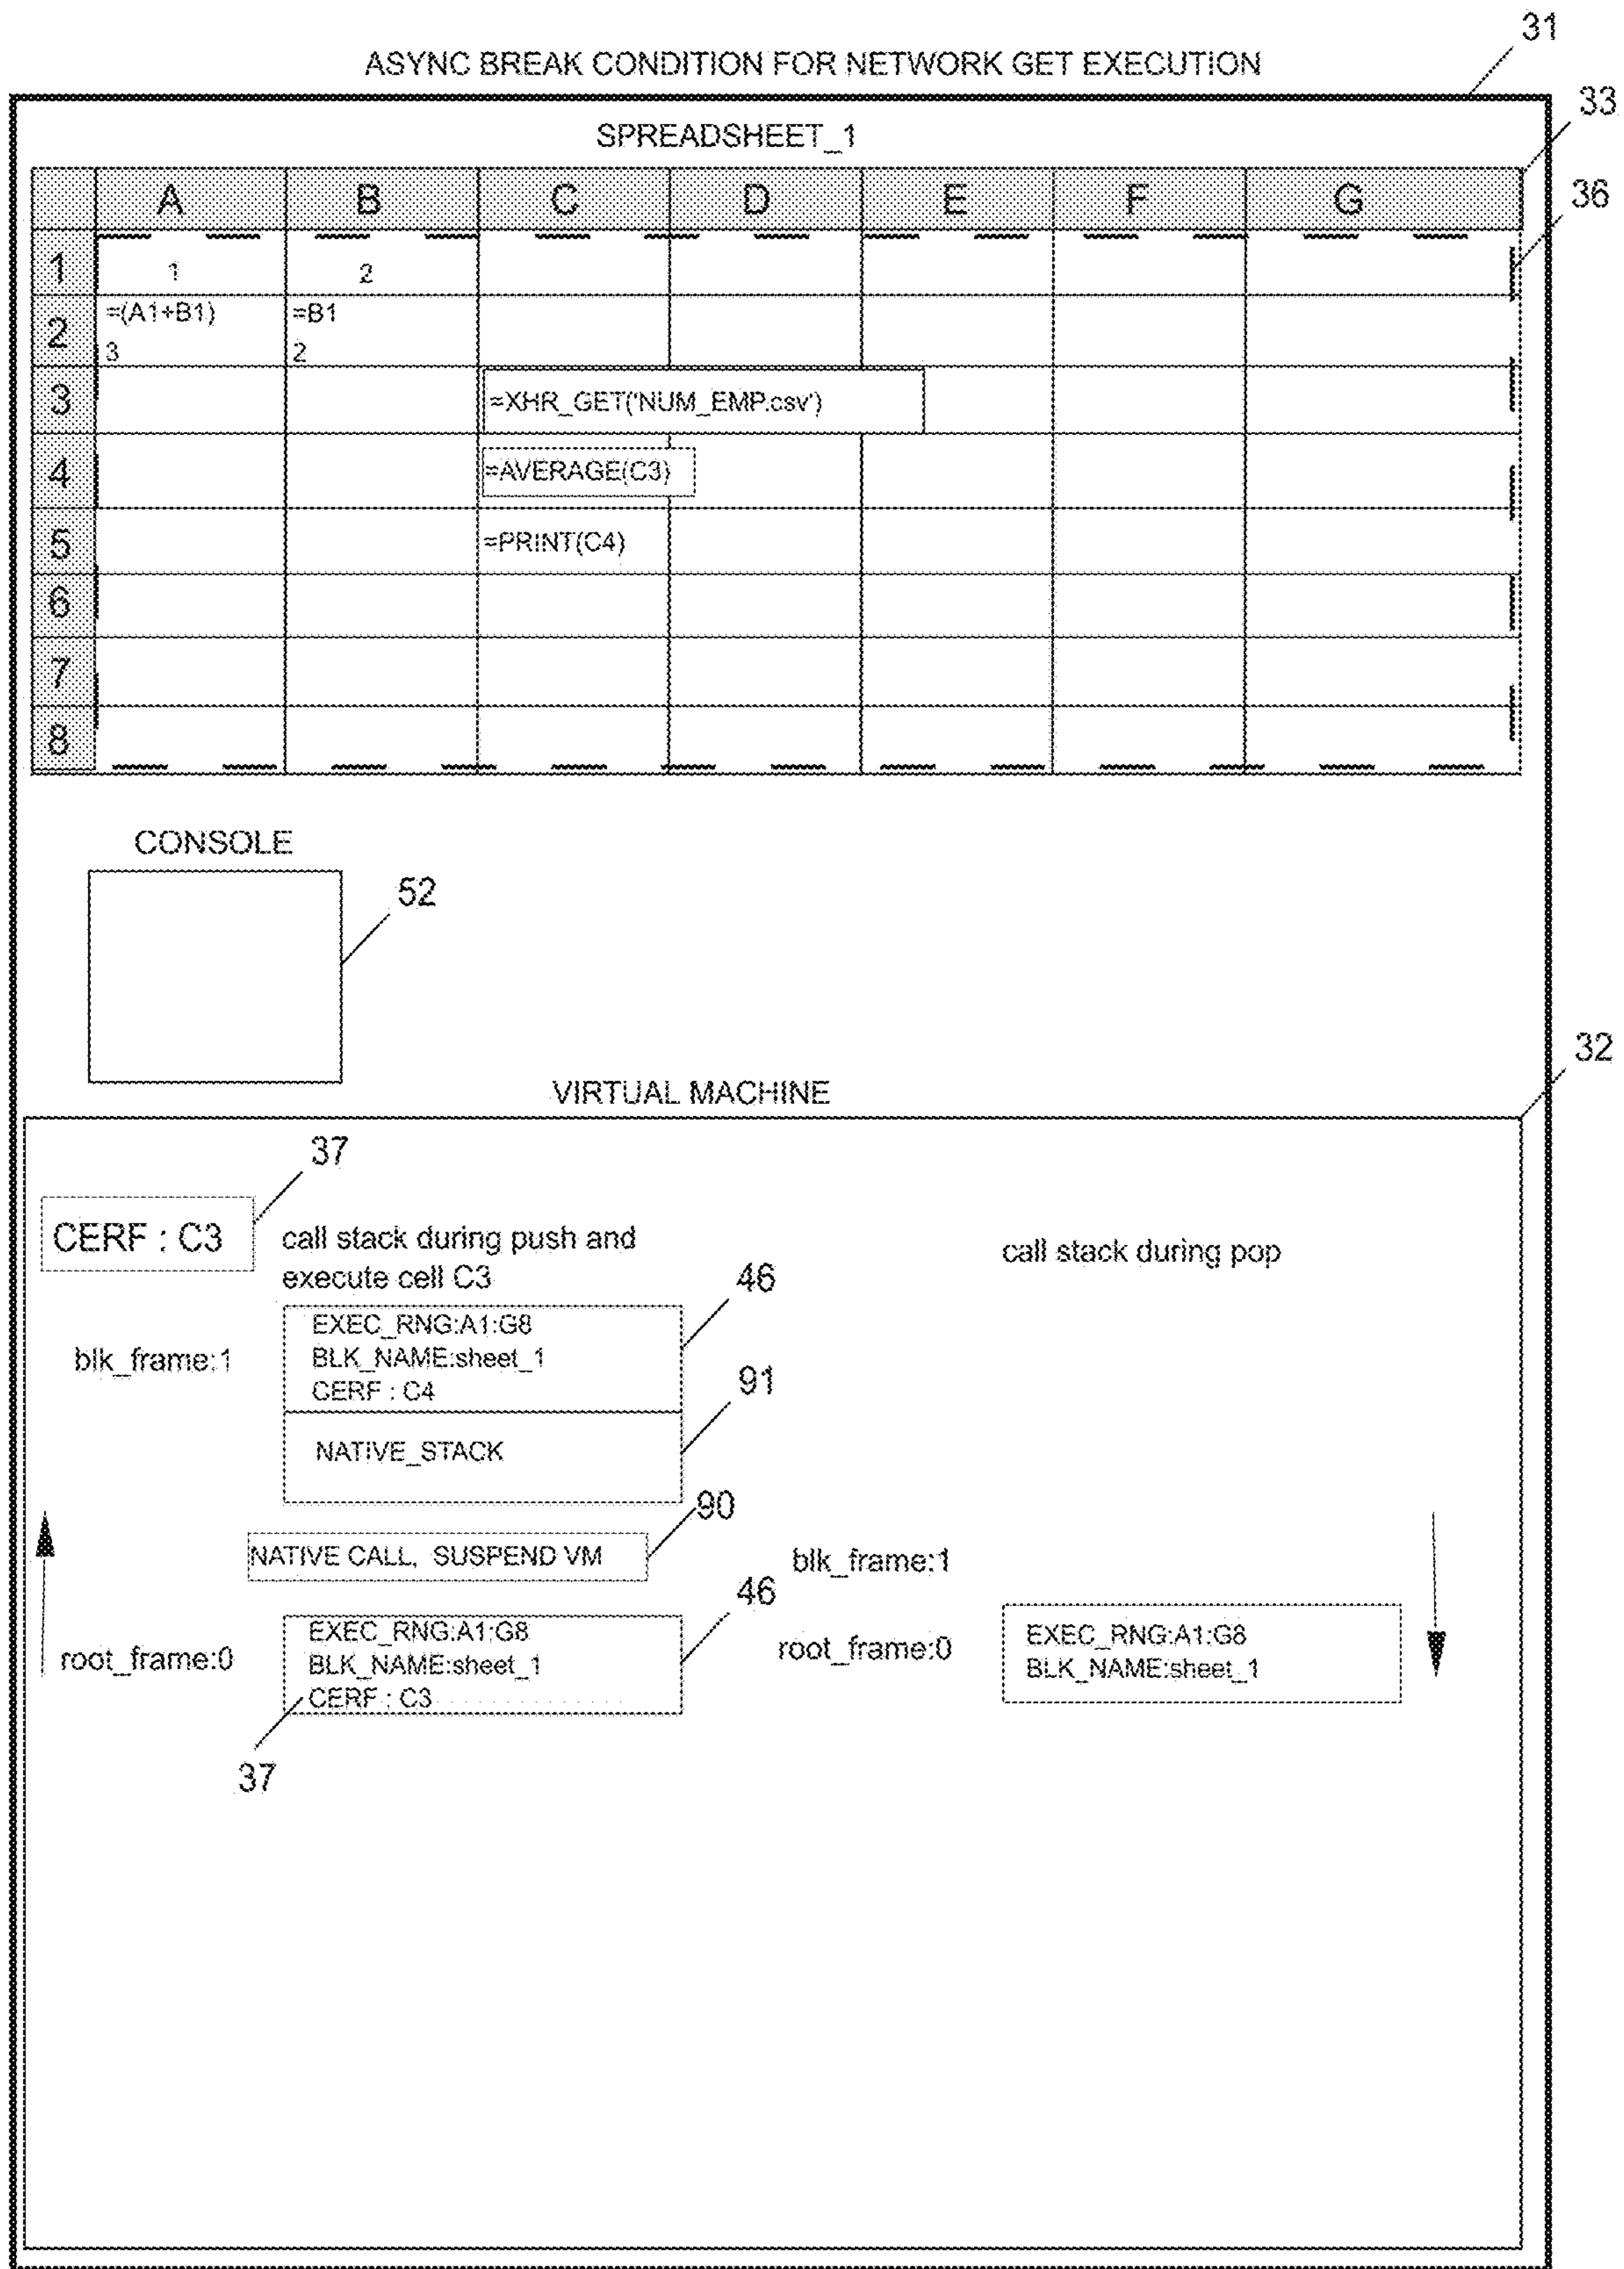 31
ASYNC BREAK CONDITION FOR NETWORK GET EXECUTION
33
SPREADSHEET_1
36
A B C D E F G
1 1 2
2 =(A1+B1) =B1
3 2
3 =XHR_GET('NUM_EMP.csv')
4 =AVERAGE(C3)
5 =PRINT(C4)
6
7
8
CONSOLE
52
32
VIRTUAL MACHINE
37
CERF : C3
call stack during push and
execute cell C3
call stack during pop
46
blk_frame:1
EXEC_RNG:A1:G8
BLK_NAME:sheet_1
CERF : C4
91
NATIVE_STACK
90
NATIVE CALL, SUSPEND VM
blk_frame:1
46
root_frame:0
EXEC_RNG:A1:G8
BLK_NAME:sheet_1
CERF : C3
root_frame:0
EXEC_RNG:A1:G8
BLK_NAME:sheet_1
37